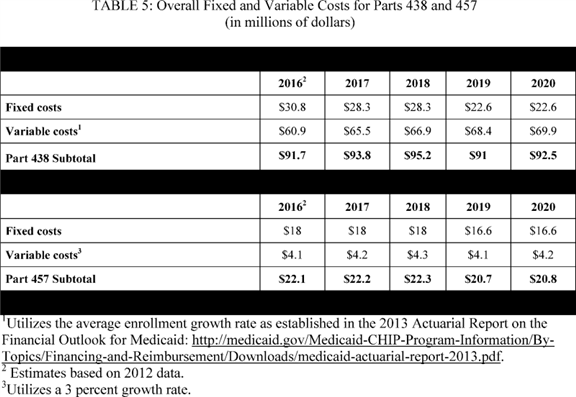 TABLE 5: Overall Fixed and Variable Costs for Parts 438 and 457
(in millions of dollars)
2016² 2017 2018 2019 2020
Fixed costs $30.8 $28.3 $28.3 $22.6 $22.6
Variable costs¹ $60.9 $65.5 $66.9 $68.4 $69.9
Part 438 Subtotal $91.7 $93.8 $95.2 $91 $92.5
2016² 2017 2018 2019 2020
Fixed costs $18 $18 $18 $16.6 $16.6
Variable costs³ $4.1 $4.2 $4.3 $4.1 $4.2
Part 457 Subtotal $22.1 $22.2 $22.3 $20.7 $20.8
¹Utilizes the average enrollment growth rate as established in the 2013 Actuarial Report on the
Financial Outlook for Medicaid: http://medicaid.gov/Medicaid-CHIP-Program-Information/By-
Topics/Financing-and-Reimbursement/Downloads/medicaid-actuarial-report-2013.pdf.
² Estimates based on 2012 data.
³Utilizes a 3 percent growth rate.